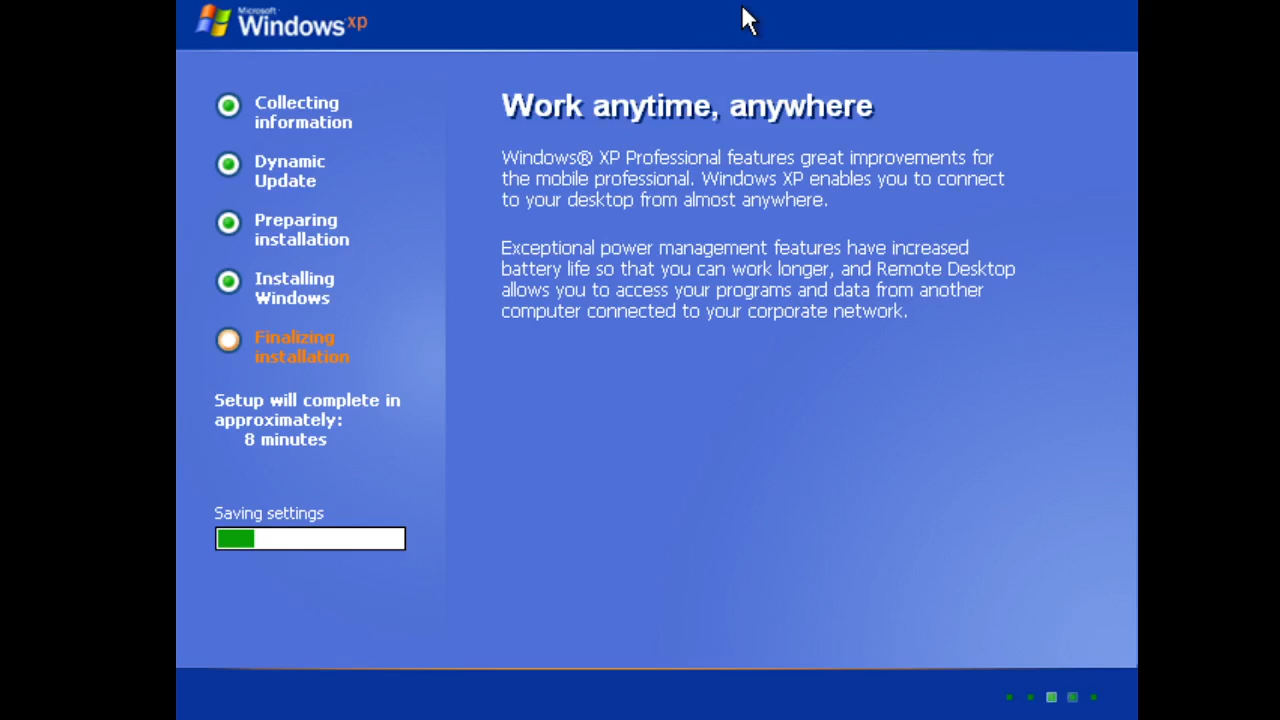 Microsoft
Windows xp
Collecting
information
Dynamic
Update
Preparing
installation
Installing
Windows
Finalizing
installation
Setup will complete in
approximately:
8 minutes
Saving settings
Work anytime, anywhere
Windows® XP Professional features great improvements for
the mobile professional. Windows XP enables you to connect
to your desktop from almost anywhere.
Exceptional power management features have increased
battery life so that you can work longer, and Remote Desktop
allows you to access your programs and data from another
computer connected to your corporate network.